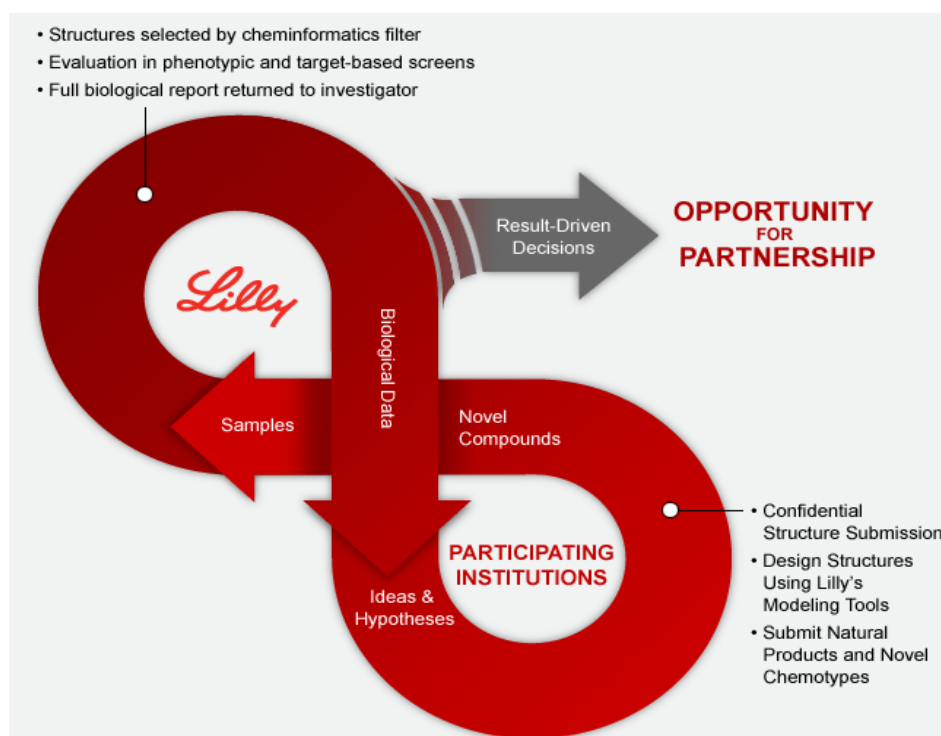 • Structures selected by cheminformatics filter
• Evaluation in phenotypic and target-based screens
• Full biological report returned to investigator
Result-Driven
Decisions
OPPORTUNITY
FOR
PARTNERSHIP
Lilly
Biological Data
Samples
Novel
Compounds
PARTICIPATING
INSTITUTIONS
Ideas &
Hypotheses
• Confidential
Structure Submission
• Design Structures
Using Lilly's
Modeling Tools
• Submit Natural
Products and Novel
Chemotypes